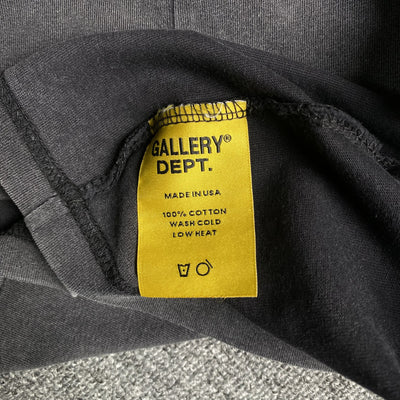 GALLERY®
DEPT.
MADE IN USA
100% COTTON
WASH COLD
LOW HEAT